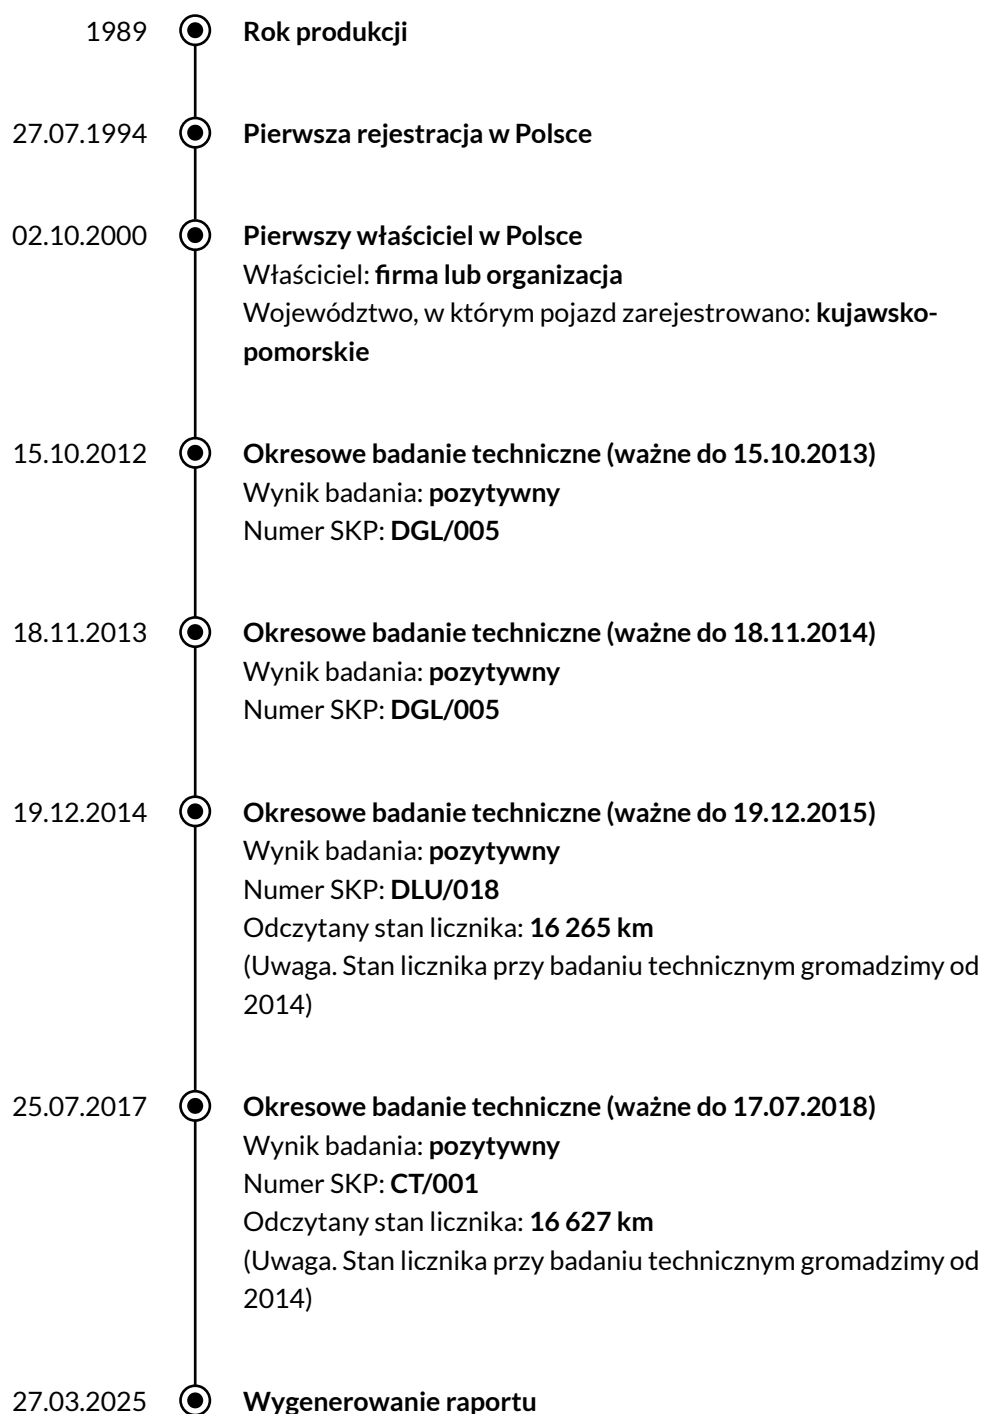 1989 Rok produkcji
27.07.1994 Pierwsza rejestracja w Polsce
02.10.2000 Pierwszy właściciel w Polsce
Właściciel: firma lub organizacja
Województwo, w którym pojazd zarejestrowano: kujawsko-
pomorskie
15.10.2012 Okresowe badanie techniczne (ważne do 15.10.2013)
Wynik badania: pozytywny
Numer SKP: DGL/005
18.11.2013 Okresowe badanie techniczne (ważne do 18.11.2014)
Wynik badania: pozytywny
Numer SKP: DGL/005
19.12.2014 Okresowe badanie techniczne (ważne do 19.12.2015)
Wynik badania: pozytywny
Numer SKP: DLU/018
Odczytany stan licznika: 16 265 km
(Uwaga. Stan licznika przy badaniu technicznym gromadzimy od
2014)
25.07.2017 Okresowe badanie techniczne (ważne do 17.07.2018)
Wynik badania: pozytywny
Numer SKP: CT/001
Odczytany stan licznika: 16 627 km
(Uwaga. Stan licznika przy badaniu technicznym gromadzimy od
2014)
27.03.2025 Wygenerowanie raportu